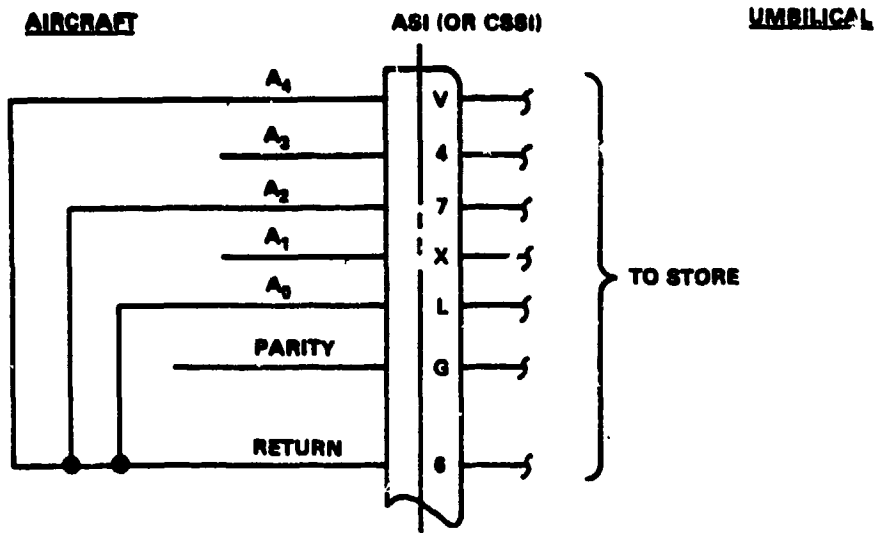 AIRCRAFT ASI (OR CSSI) UMBILICAL
A4 V
A3 4
A2 7
A1 X
A0 L
TO STORE
PARITY G
RETURN 6